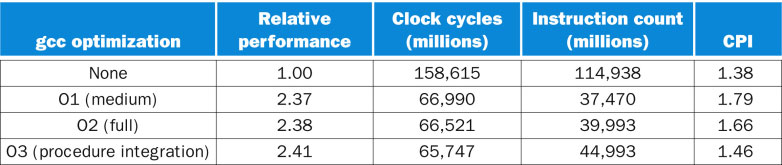 gcc optimization Relative performance Clock cycles (millions) Instruction count (millions) CPI
None 1.00 158,615 114,938 1.38
O1 (medium) 2.37 66,990 37,470 1.79
O2 (full) 2.38 66,521 39,993 1.66
O3 (procedure integration) 2.41 65,747 44,993 1.46